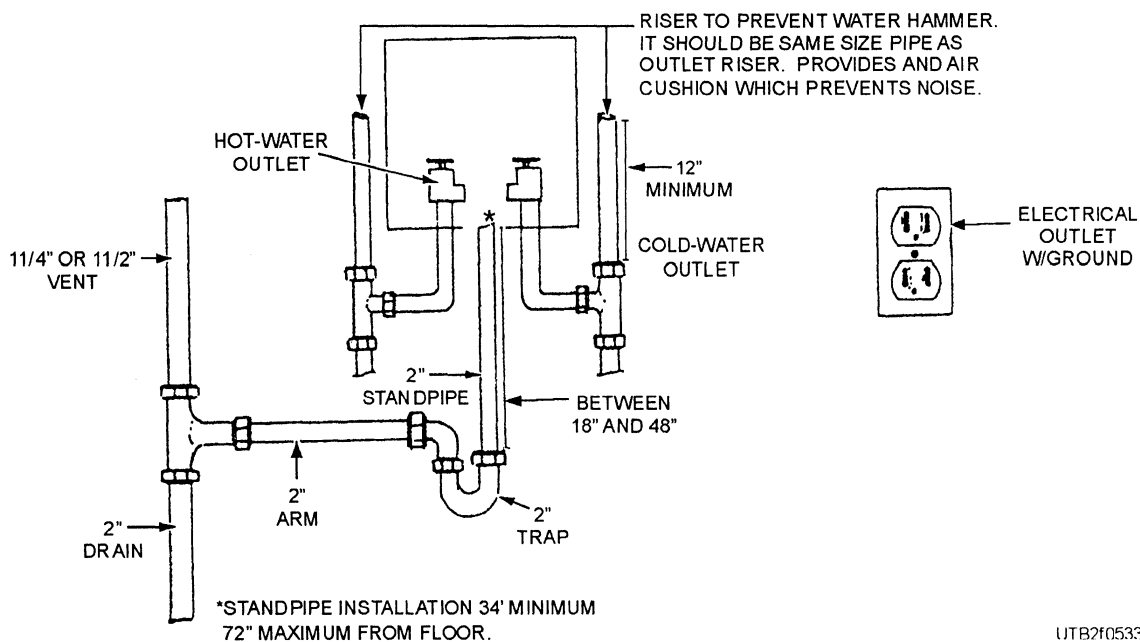 RISER TO PREVENT WATER HAMMER.
IT SHOULD BE SAME SIZE PIPE AS
OUTLET RISER. PROVIDES AND AIR
CUSHION WHICH PREVENTS NOISE.
HOT-WATER
OUTLET
12"
MINIMUM
*
ELECTRICAL
OUTLET
W/GROUND
COLD-WATER
OUTLET
11/4" OR 11/2"
VENT
2"
STANDPIPE
BETWEEN
18" AND 48"
2"
ARM
2"
TRAP
2"
DRAIN
*STANDPIPE INSTALLATION 34' MINIMUM
72" MAXIMUM FROM FLOOR.
UTB2f0533